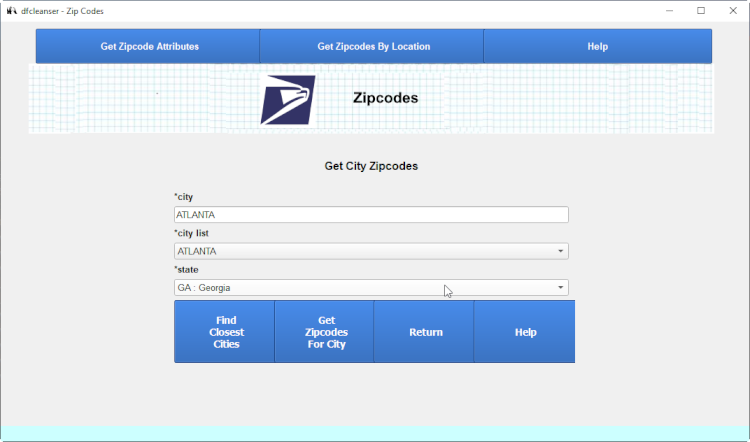 dfcleanser - Zip Codes
Get Zipcode Attributes
Get Zipcodes By Location
Help
Zipcodes
Get City Zipcodes
*city
ATLANTA
*city list
ATLANTA
*state
GA : Georgia
Find
Closest
Cities
Get
Zipcodes
For City
Return
Help